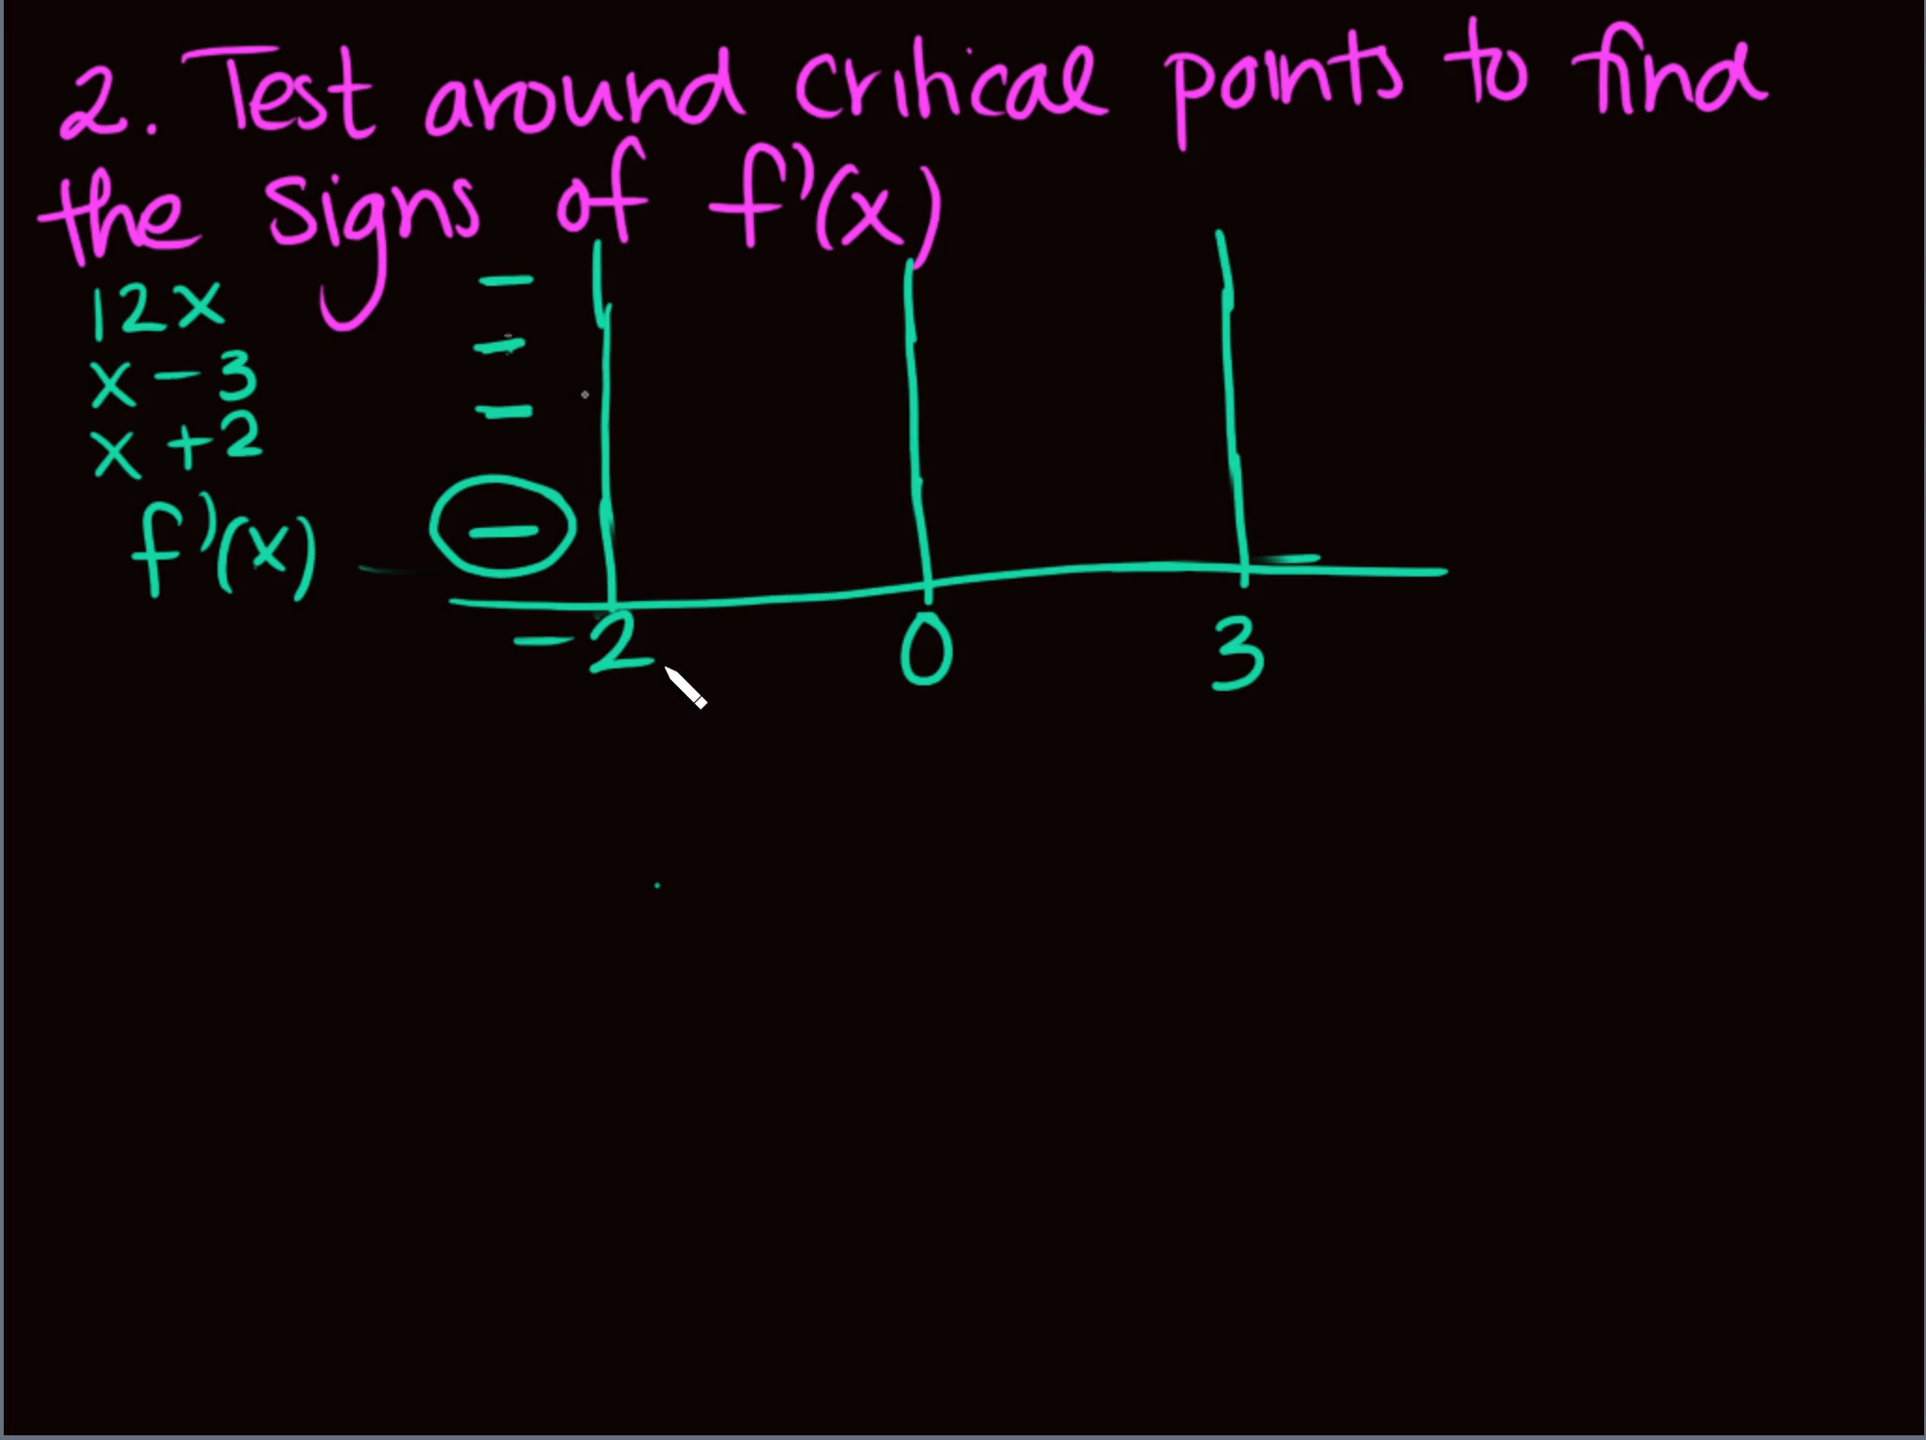 2. Test around critical points to find
the signs of f'(x)
12x −
x − 3 −
x + 2 −
f'(x) −
−2 0 3